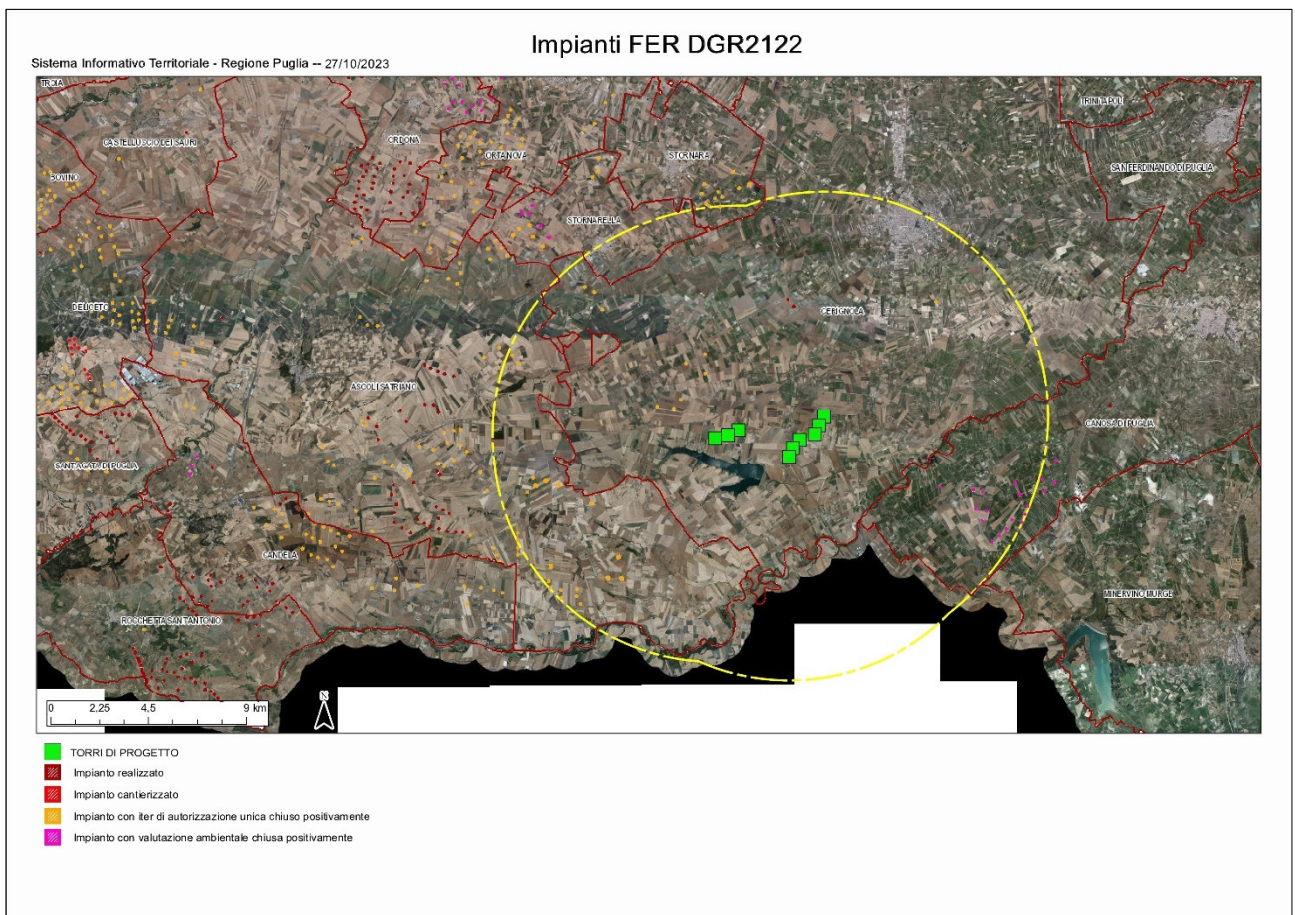 Impianti FER DGR2122
Sistema Informativo Territoriale - Regione Puglia -- 27/10/2023
TROIA
CASTELLUCCIO DEI SAURI
BOVINO
ORDONA
ORTANOVA
STORNARA
STORNARELLA
TRINITAPOLI
SAN FERDINANDO DI PUGLIA
DELICETO
CERIGNOLA
ASCOLI SATRIANO
CANOSA DI PUGLIA
SANT'AGATA DI PUGLIA
CANDELA
ROCCHETTA SANT'ANTONIO
MINERVINO MURGE
0 2,25 4,5 9 km
N
TORRI DI PROGETTO
Impianto realizzato
Impianto cantierizzato
Impianto con iter di autorizzazione unica chiuso positivamente
Impianto con valutazione ambientale chiusa positivamente